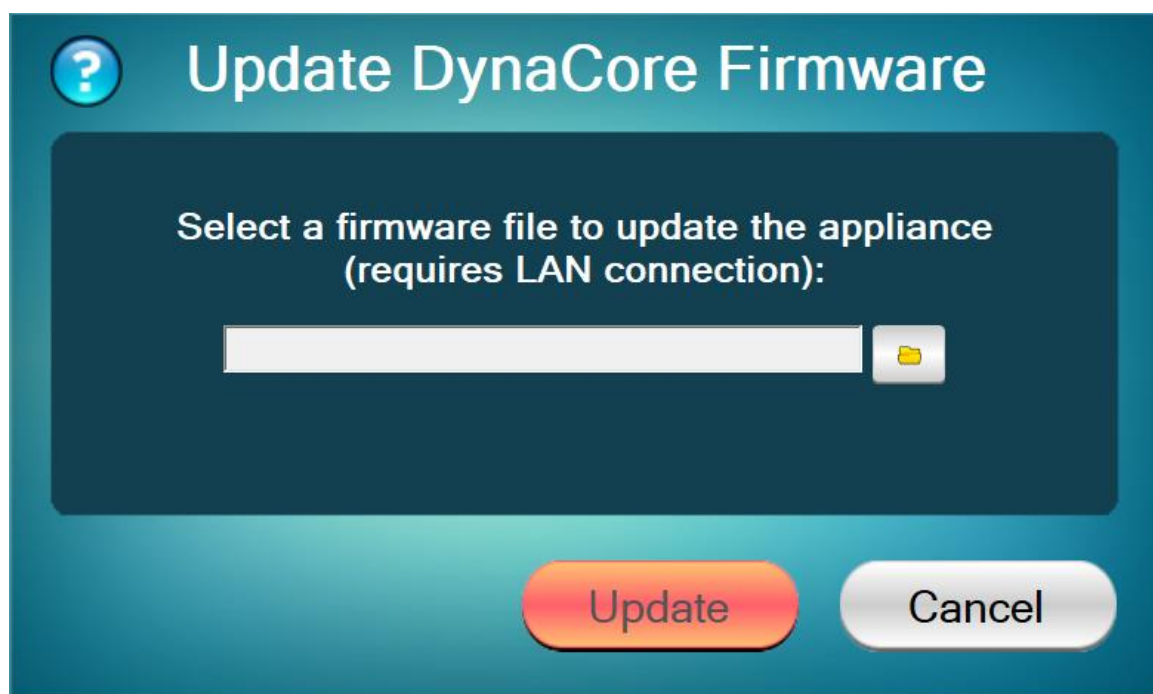 ?
Update DynaCore Firmware
Select a firmware file to update the appliance
(requires LAN connection):
Update
Cancel